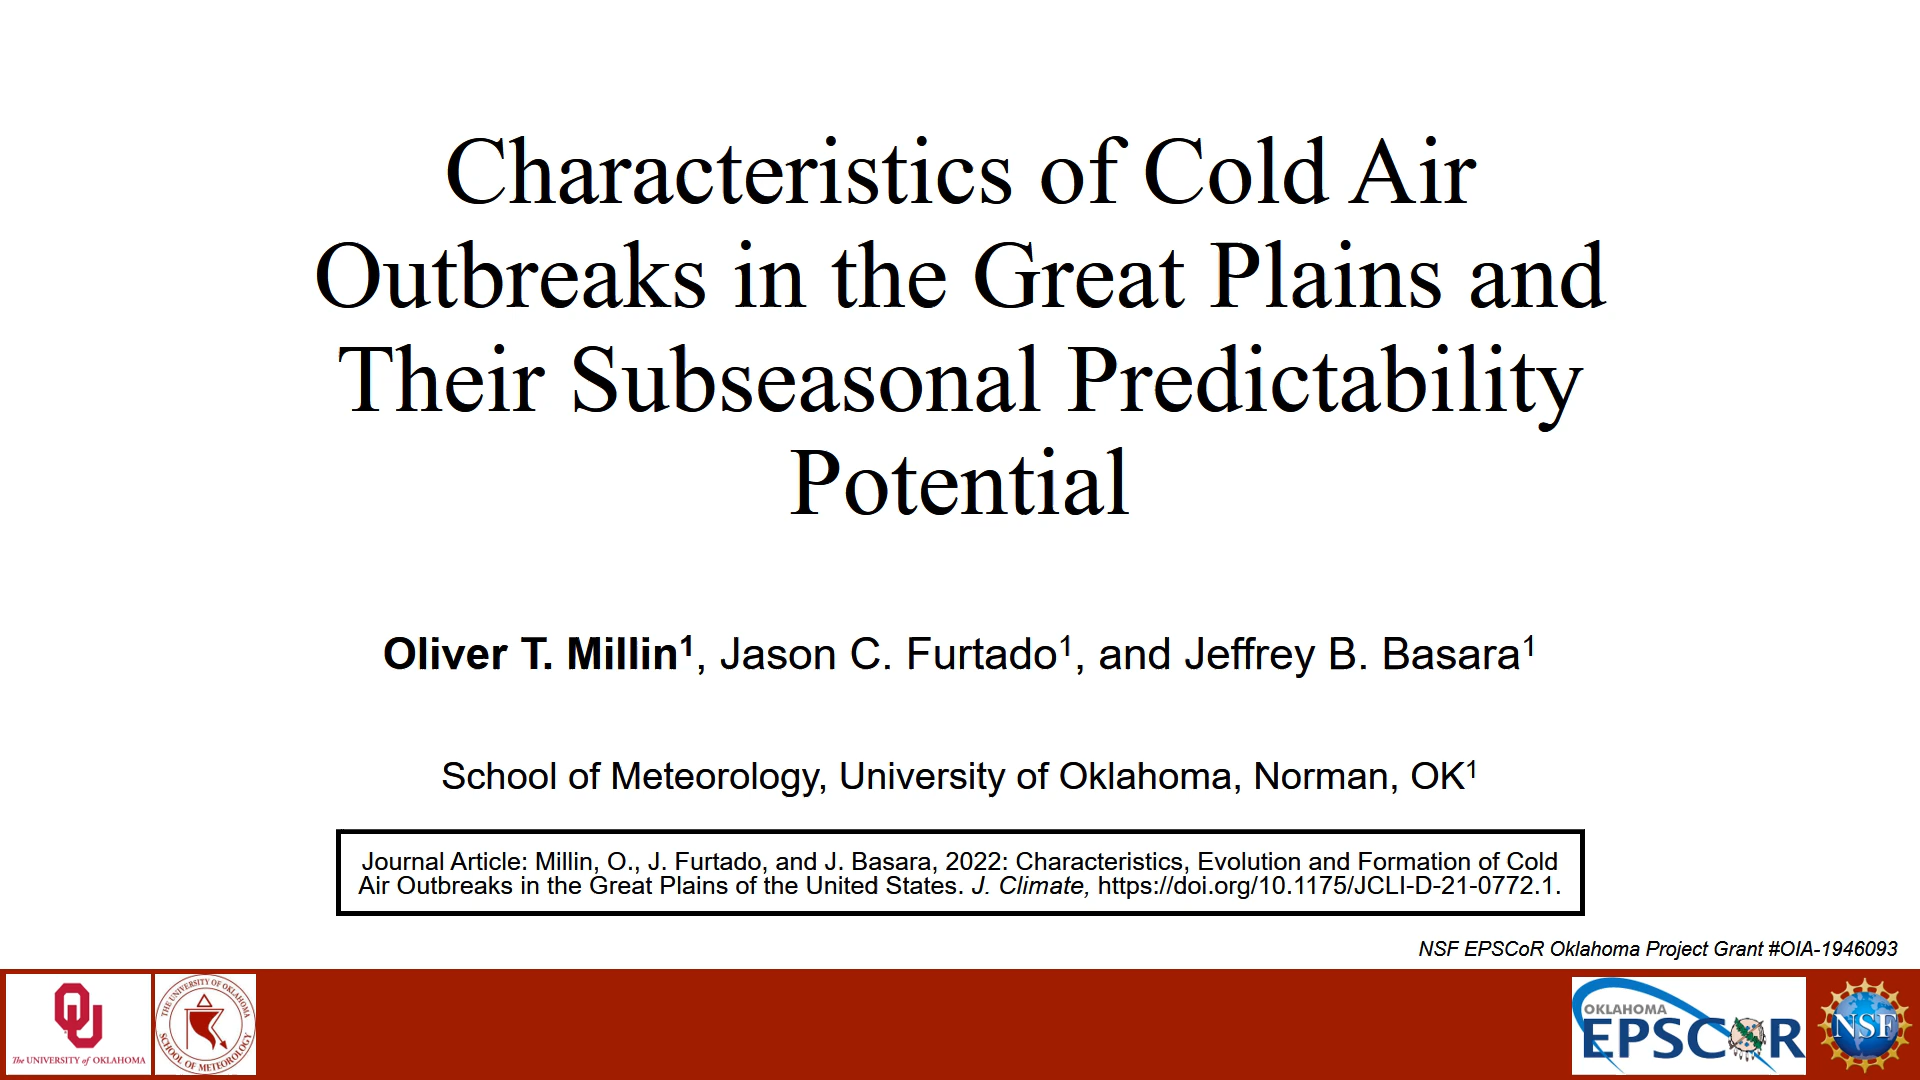 Characteristics of Cold Air
Outbreaks in the Great Plains and
Their Subseasonal Predictability
Potential
Oliver T. Millin¹, Jason C. Furtado¹, and Jeffrey B. Basara¹
School of Meteorology, University of Oklahoma, Norman, OK¹
Journal Article: Millin, O., J. Furtado, and J. Basara, 2022: Characteristics, Evolution and Formation of Cold
Air Outbreaks in the Great Plains of the United States. J. Climate, https://doi.org/10.1175/JCLI-D-21-0772.1.
NSF EPSCoR Oklahoma Project Grant #OIA-1946093
OU
The UNIVERSITY of OKLAHOMA
THE UNIVERSITY OF OKLAHOMA
SCHOOL OF METEOROLOGY
OKLAHOMA
EPSCOR
NSF